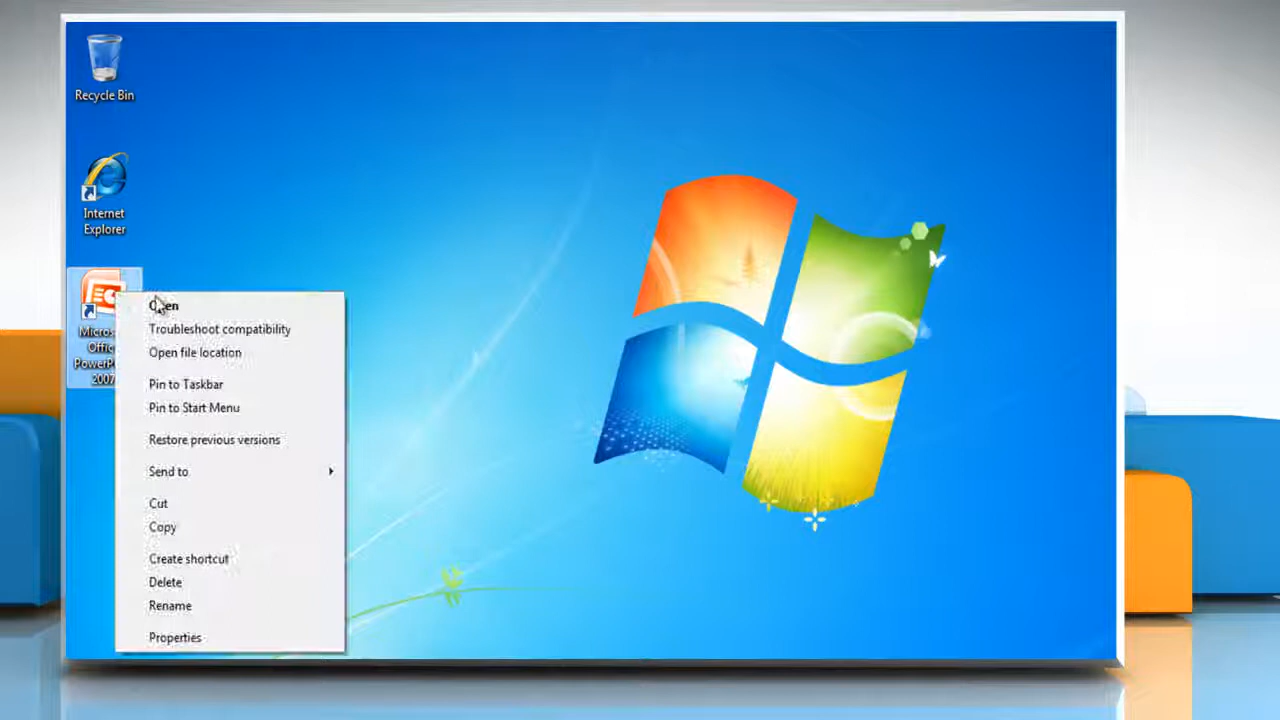 Recycle Bin
Internet
Explorer
2007
Open
Troubleshoot compatibility
Open file location
Pin to Taskbar
Pin to Start Menu
Restore previous versions
Send to
Cut
Copy
Create shortcut
Delete
Rename
Properties